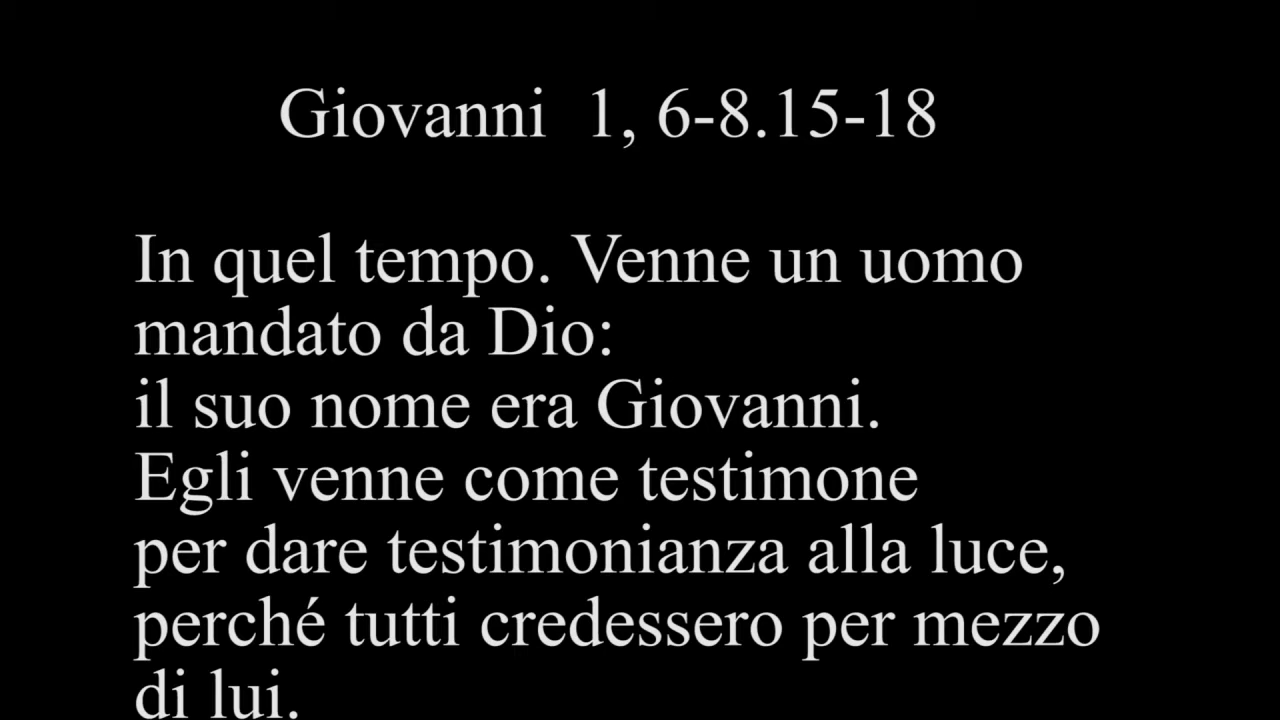 Giovanni 1, 6-8.15-18
In quel tempo. Venne un uomo
mandato da Dio:
il suo nome era Giovanni.
Egli venne come testimone
per dare testimonianza alla luce,
perché tutti credessero per mezzo
di lui.